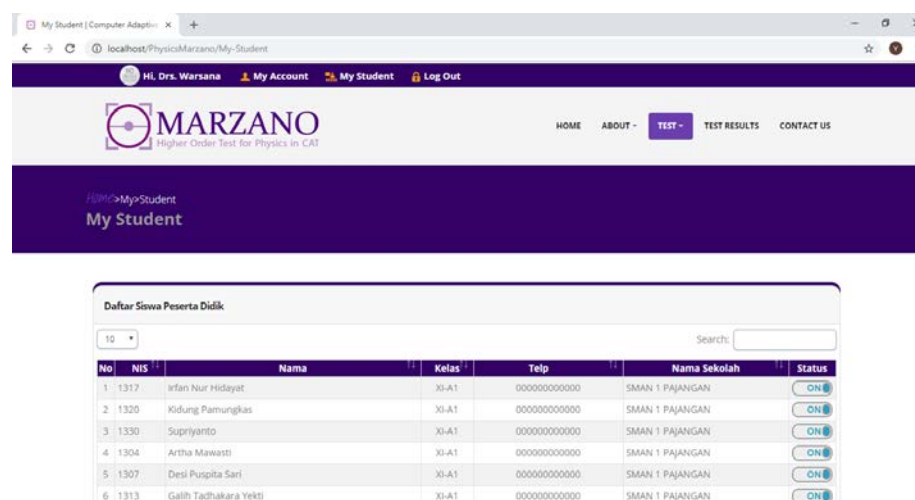 My Student | Computer Adaptiv
localhost/PhysicsMarzano/My-Student
Hi, Drs. Warsana My Account My Student Log Out
MARZANO
Higher Order Test for Physics in CAT
HOME ABOUT TEST TEST RESULTS CONTACT US
Home>My>Student
My Student
Daftar Siswa Peserta Didik
10 Search:
No NIS Nama Kelas Telp Nama Sekolah Status
1 1317 Irfan Nur Hidayat XI-A1 000000000000 SMAN 1 PAJANGAN ON
2 1320 Kidung Pamungkas XI-A1 000000000000 SMAN 1 PAJANGAN ON
3 1330 Supriyanto XI-A1 000000000000 SMAN 1 PAJANGAN ON
4 1304 Artha Mawasti XI-A1 000000000000 SMAN 1 PAJANGAN ON
5 1307 Desi Puspita Sari XI-A1 000000000000 SMAN 1 PAJANGAN ON
6 1313 Galih Tadhakara Yekti XI-A1 000000000000 SMAN 1 PAJANGAN ON